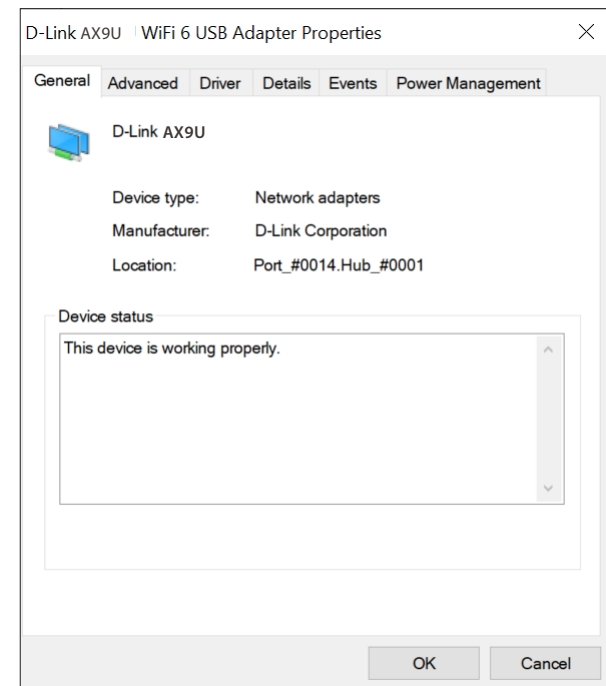 D-Link AX9U WiFi 6 USB Adapter Properties
General Advanced Driver Details Events Power Management
D-Link AX9U
Device type: Network adapters
Manufacturer: D-Link Corporation
Location: Port_#0014.Hub_#0001
Device status
This device is working properly.
OK Cancel